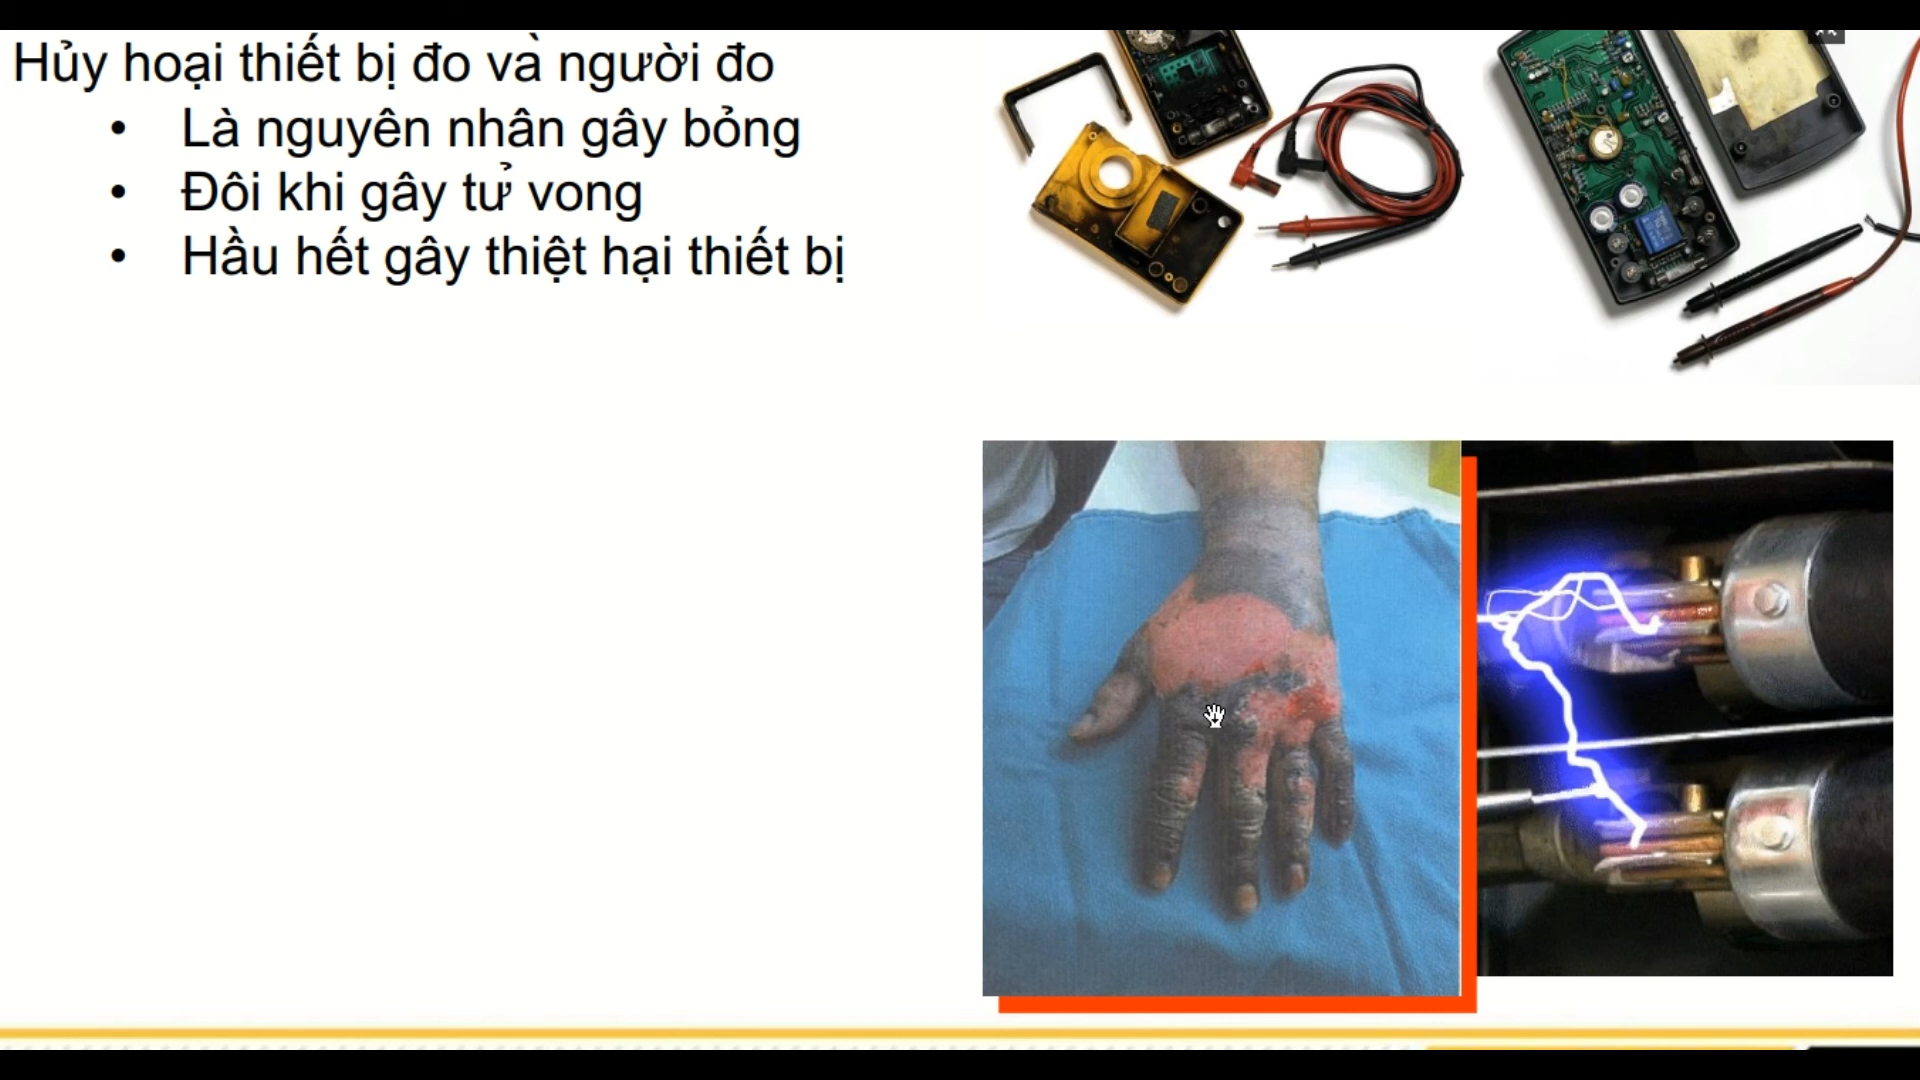 Hủy hoại thiết bị đo và người đo
• Là nguyên nhân gây bỏng
• Đôi khi gây tử vong
• Hầu hết gây thiệt hại thiết bị